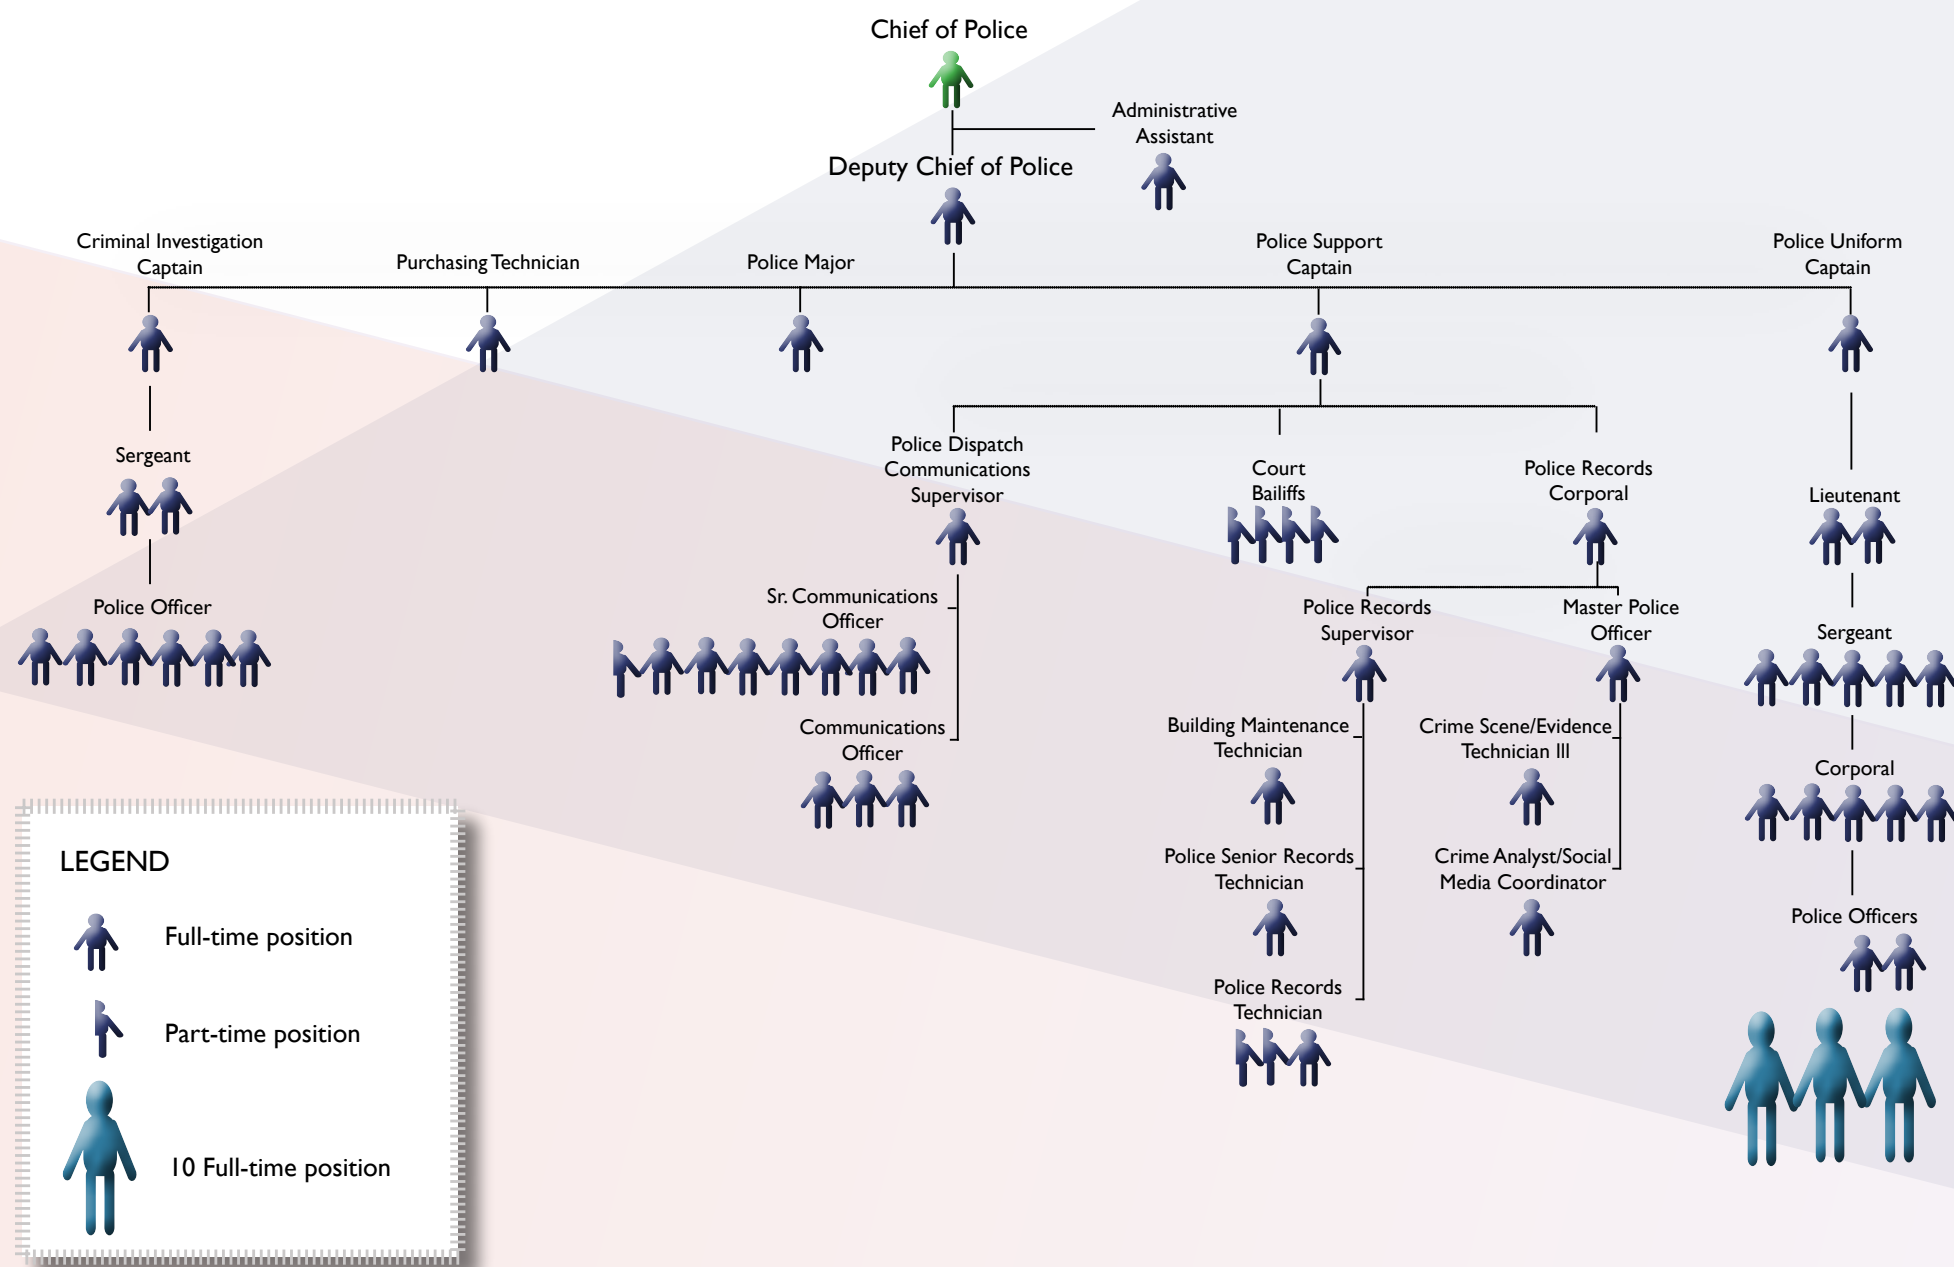 Chief of Police
Administrative
Assistant
Deputy Chief of Police
Criminal Investigation
Captain
Purchasing Technician
Police Major
Police Support
Captain
Police Uniform
Captain
Sergeant
Police Officer
Police Dispatch
Communications
Supervisor
Sr. Communications
Officer
Communications
Officer
Court
Bailiffs
Police Records
Corporal
Police Records
Supervisor
Building Maintenance
Technician
Police Senior Records
Technician
Police Records
Technician
Master Police
Officer
Crime Scene/Evidence
Technician III
Crime Analyst/Social
Media Coordinator
Lieutenant
Sergeant
Corporal
Police Officers
LEGEND
Full-time position
Part-time position
10 Full-time position